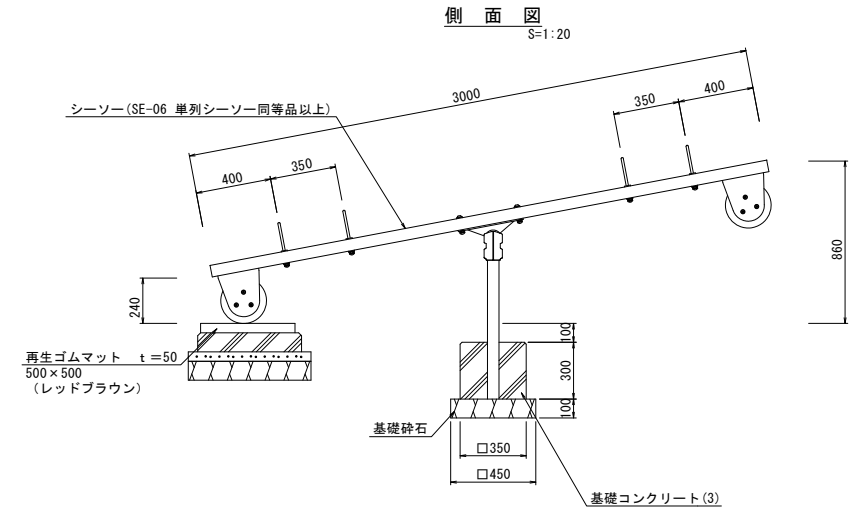 側 面 図
S=1:20
シーソー(SE-06 単列シーソー同等品以上)
3000
350
400
400
350
860
240
再生ゴムマット t=50
500×500
(レッドブラウン)
100
300
100
基礎砕石
□350
□450
基礎コンクリート(3)